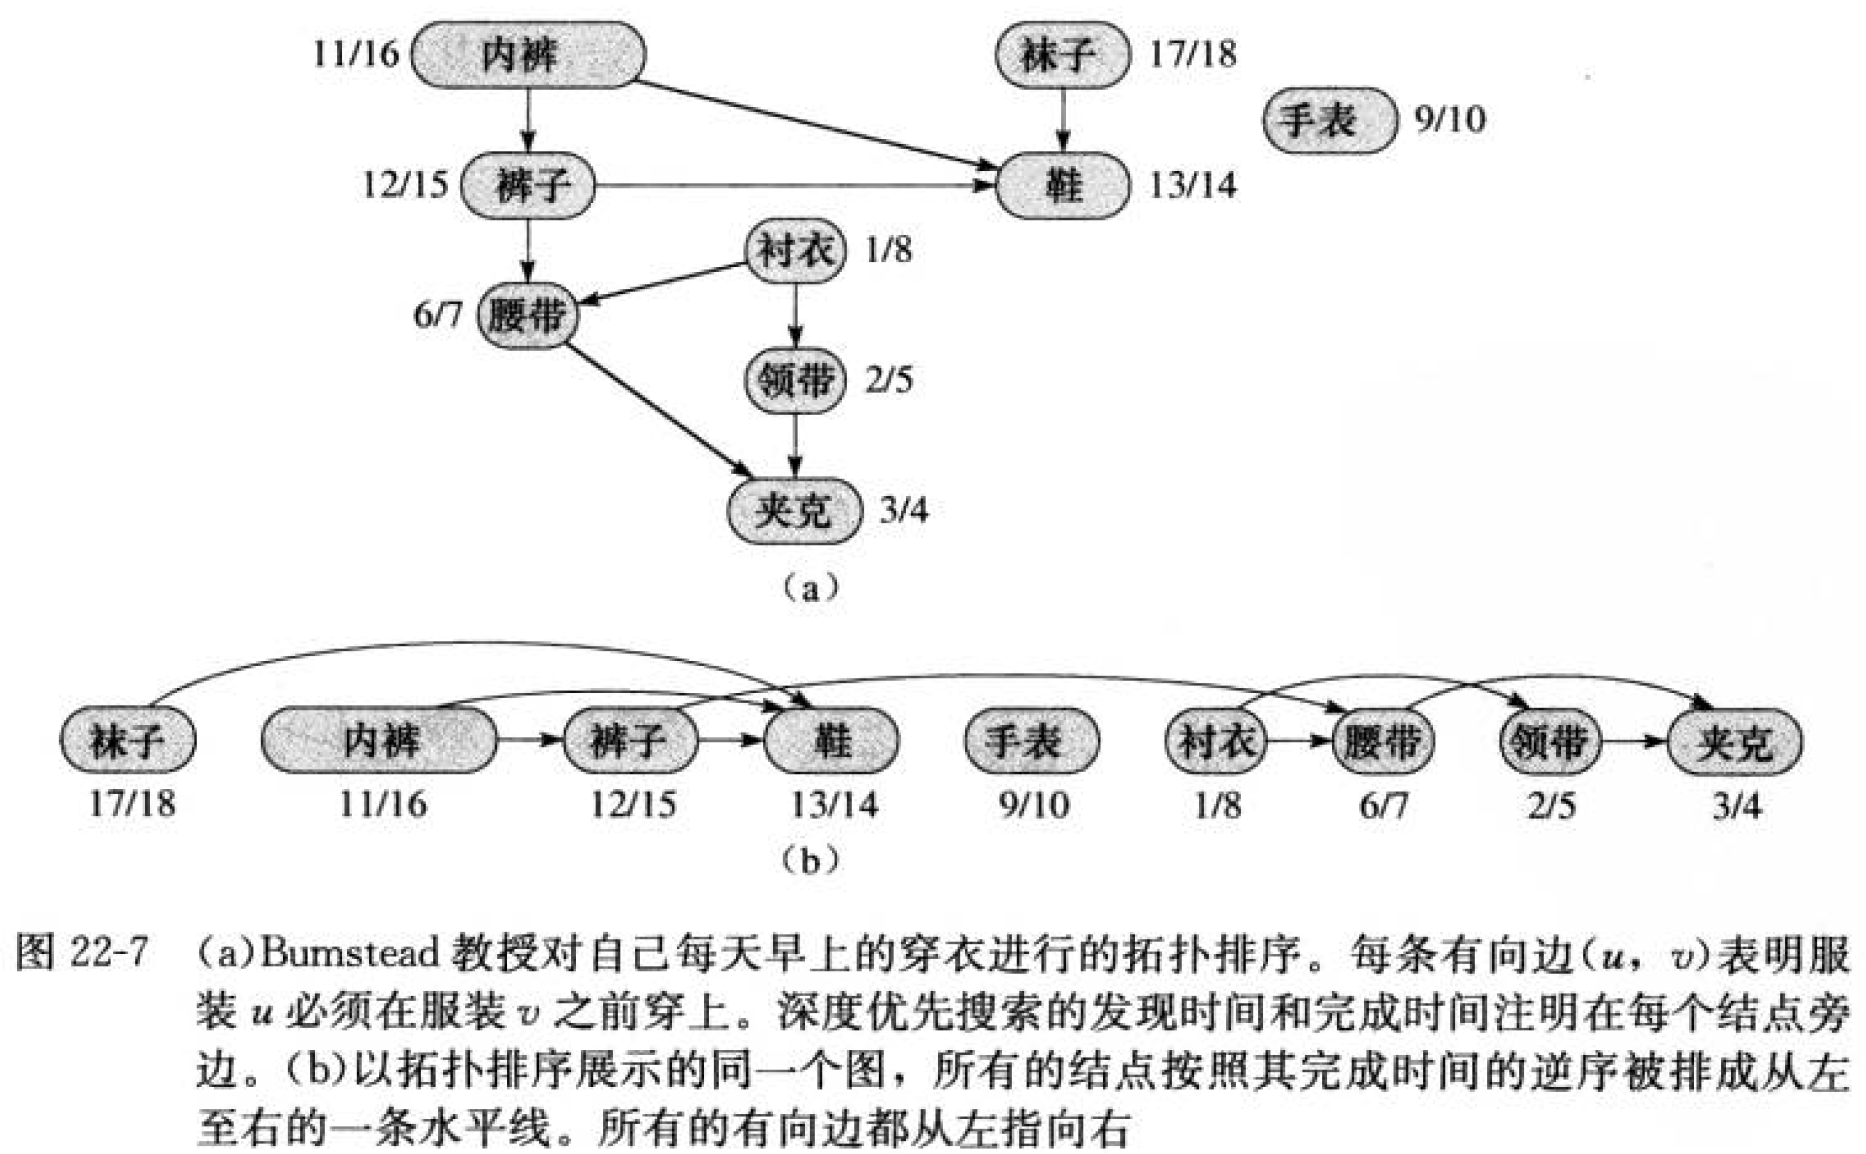 11/16 内裤 袜子 17/18
手表 9/10
12/15 裤子 鞋 13/14
衬衣 1/8
6/7 腰带
领带 2/5
夹克 3/4
(a)
袜子 内裤 裤子 鞋 手表 衬衣 腰带 领带 夹克
17/18 11/16 12/15 13/14 9/10 1/8 6/7 2/5 3/4
(b)
图 22-7 (a)Bumstead 教授对自己每天早上的穿衣进行的拓扑排序。每条有向边(u，v)表明服
装 u 必须在服装 v 之前穿上。深度优先搜索的发现时间和完成时间注明在每个结点旁
边。(b)以拓扑排序展示的同一个图，所有的结点按照其完成时间的逆序被排成从左
至右的一条水平线。所有的有向边都从左指向右